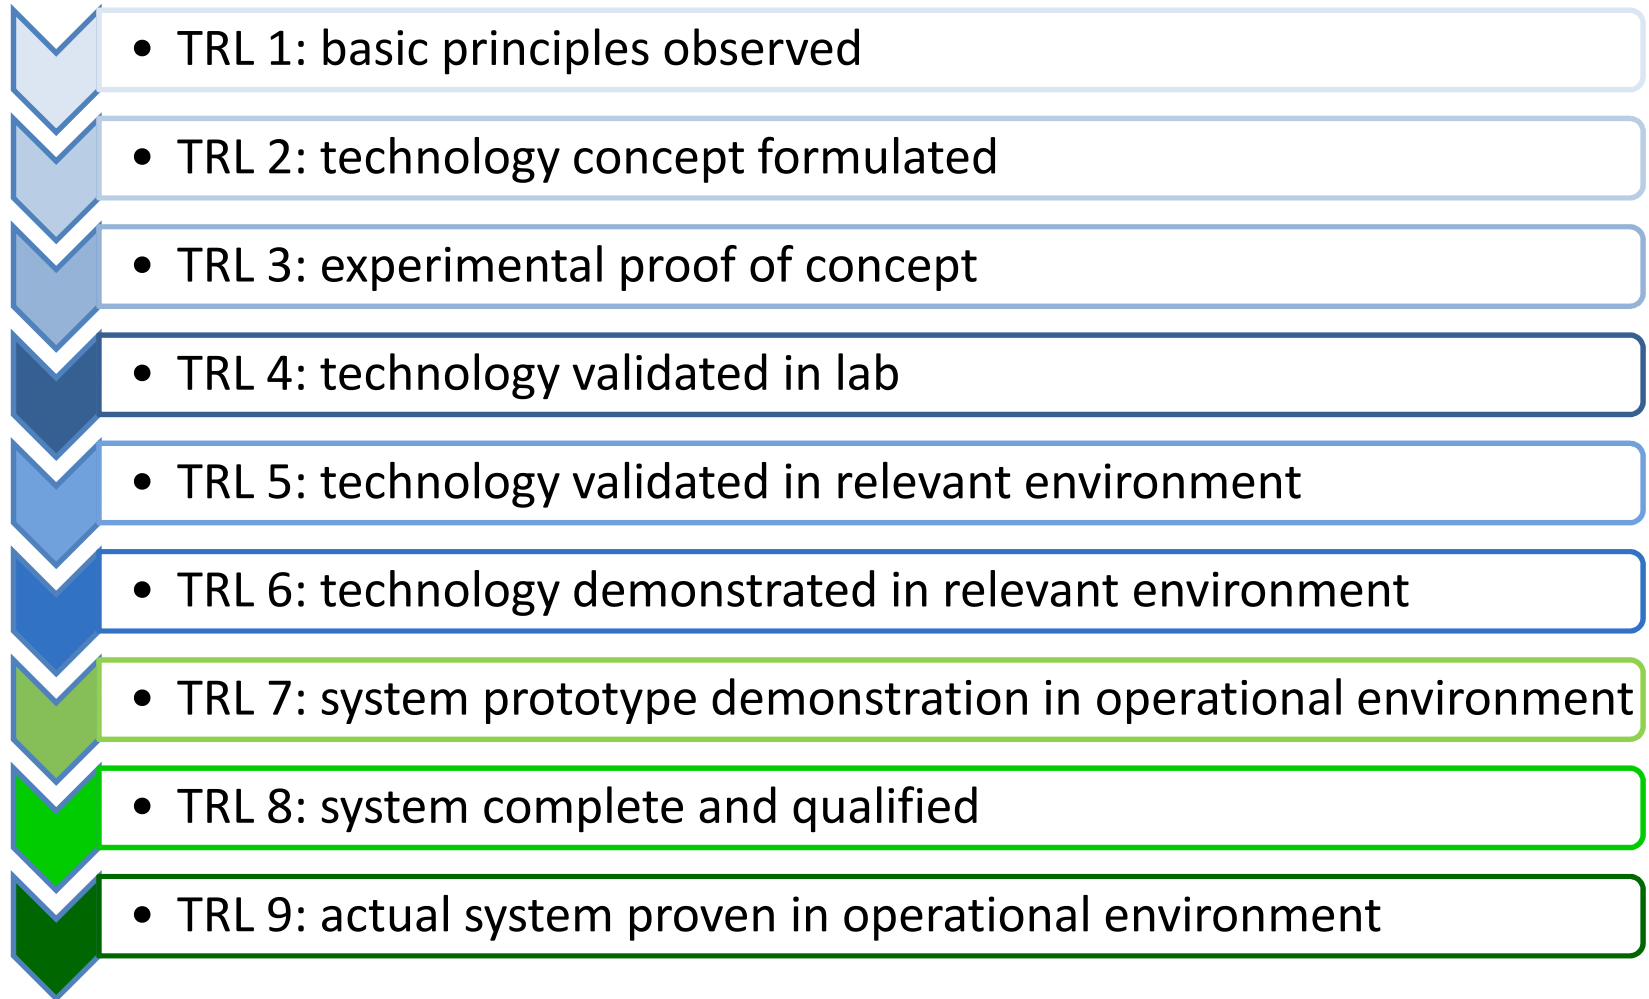 • TRL 1: basic principles observed
• TRL 2: technology concept formulated
• TRL 3: experimental proof of concept
• TRL 4: technology validated in lab
• TRL 5: technology validated in relevant environment
• TRL 6: technology demonstrated in relevant environment
• TRL 7: system prototype demonstration in operational environment
• TRL 8: system complete and qualified
• TRL 9: actual system proven in operational environment